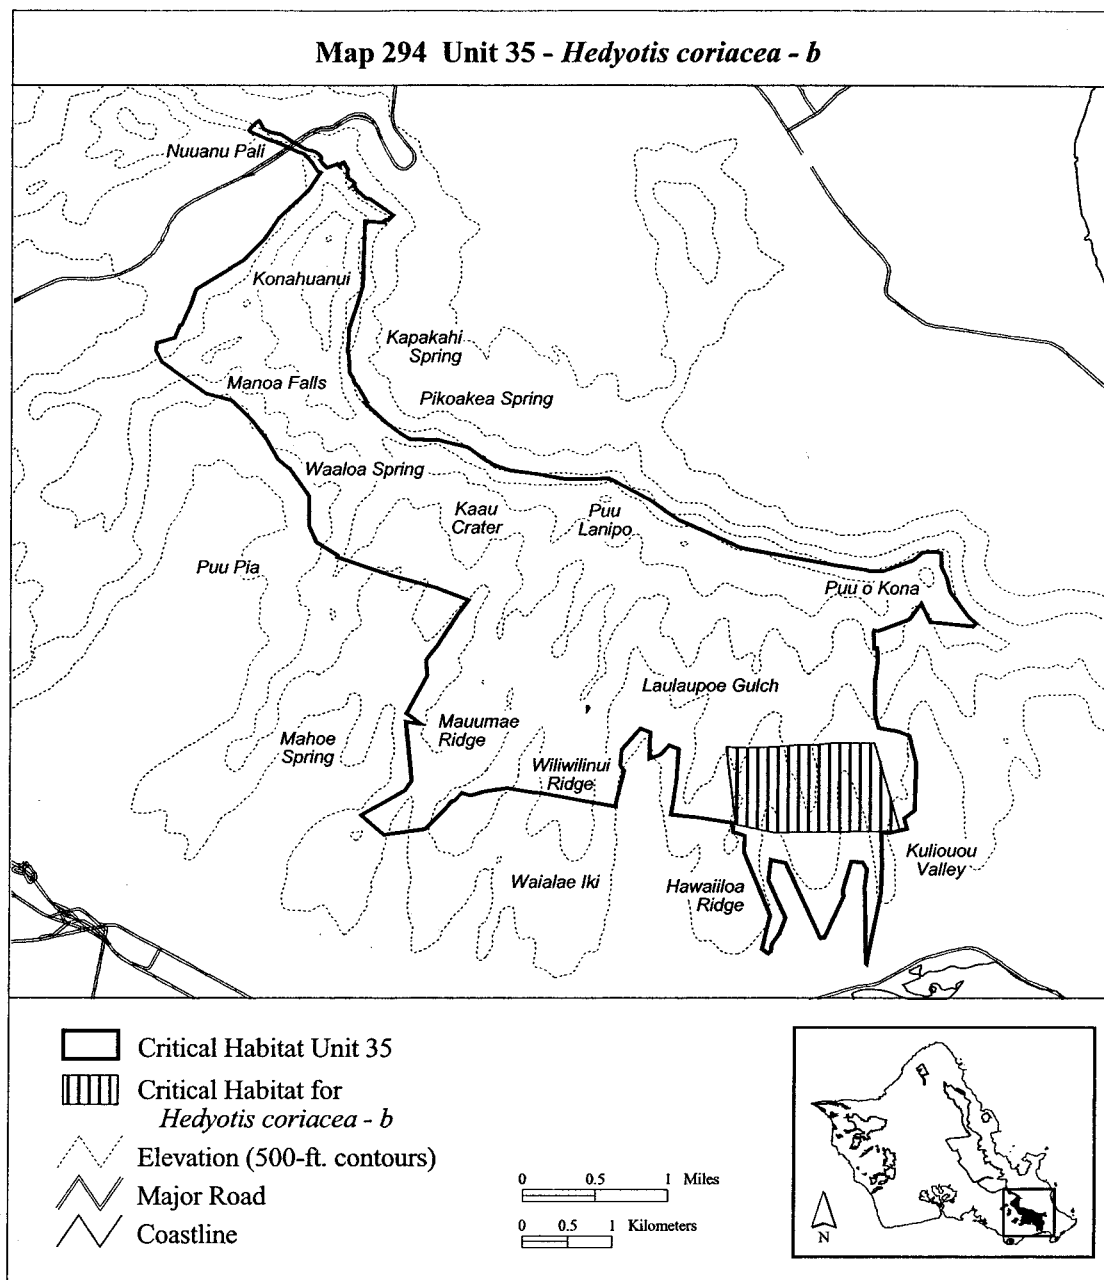 Map 294 Unit 35 - Hedyotis coriacea - b
Nuuanu Pali
Konahuanui
Kapakahi
Spring
Manoa Falls
Pikoakea Spring
Waaloa Spring
Kaau
Crater
Puu
Lanipo
Puu Pia
Puu o Kona
Laulaupoe Gulch
Mauumae
Ridge
Mahoe
Spring
Wiliwilinui
Ridge
Kuliouou
Valley
Waialae Iki
Hawaiiloa
Ridge
Critical Habitat Unit 35
Critical Habitat for
Hedyotis coriacea - b
Elevation (500-ft. contours)
Major Road
Coastline
0 0.5 1 Miles
0 0.5 1 Kilometers
N